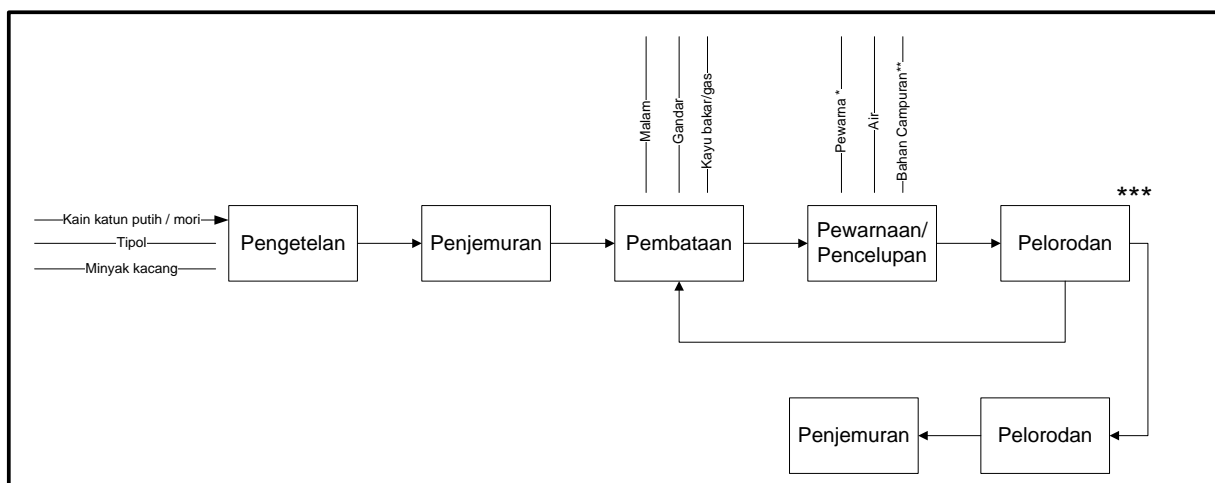 Malam
Gandar
Kayu bakar/gas
Pewarna *
Air
Bahan Campuran**
Kain katun putih / mori
Tipol
Minyak kacang
Pengetelan
Penjemuran
Pembataan
Pewarnaan/
Pencelupan
Pelorodan
***
Penjemuran
Pelorodan